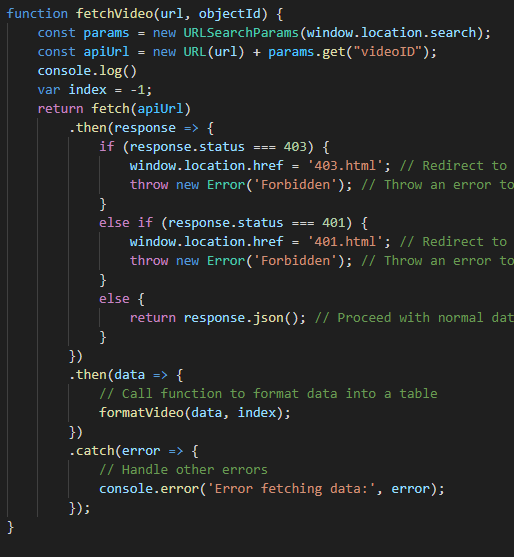 function fetchVideo(url, objectId) {
    const params = new URLSearchParams(window.location.search);
    const apiUrl = new URL(url) + params.get("videoID");
    console.log()
    var index = -1;
    return fetch(apiUrl)
        .then(response => {
            if (response.status === 403) {
                window.location.href = '403.html'; // Redirect to
                throw new Error('Forbidden'); // Throw an error to
            }
            else if (response.status === 401) {
                window.location.href = '401.html'; // Redirect to
                throw new Error('Forbidden'); // Throw an error to
            }
            else {
                return response.json(); // Proceed with normal dat
            }
        })
        .then(data => {
            // Call function to format data into a table
            formatVideo(data, index);
        })
        .catch(error => {
            // Handle other errors
            console.error('Error fetching data:', error);
        });
}